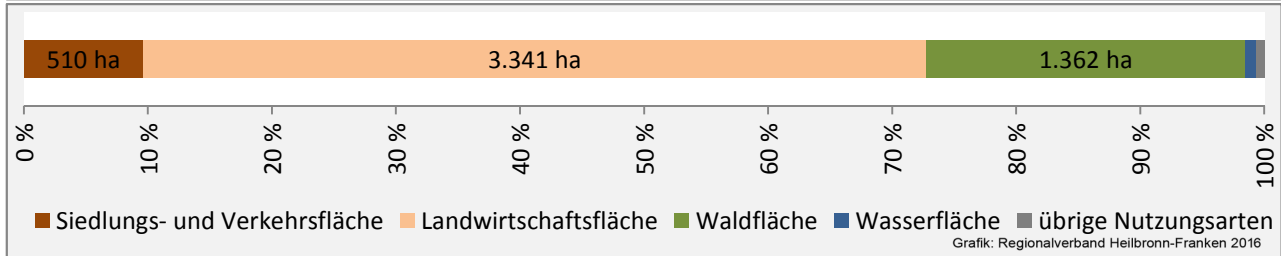 510 ha 3.341 ha 1.362 ha
0 % 10 % 20 % 30 % 40 % 50 % 60 % 70 % 80 % 90 % 100 %
Siedlungs- und Verkehrsfläche Landwirtschaftsfläche Waldfläche Wasserfläche übrige Nutzungsarten
Grafik: Regionalverband Heilbronn-Franken 2016